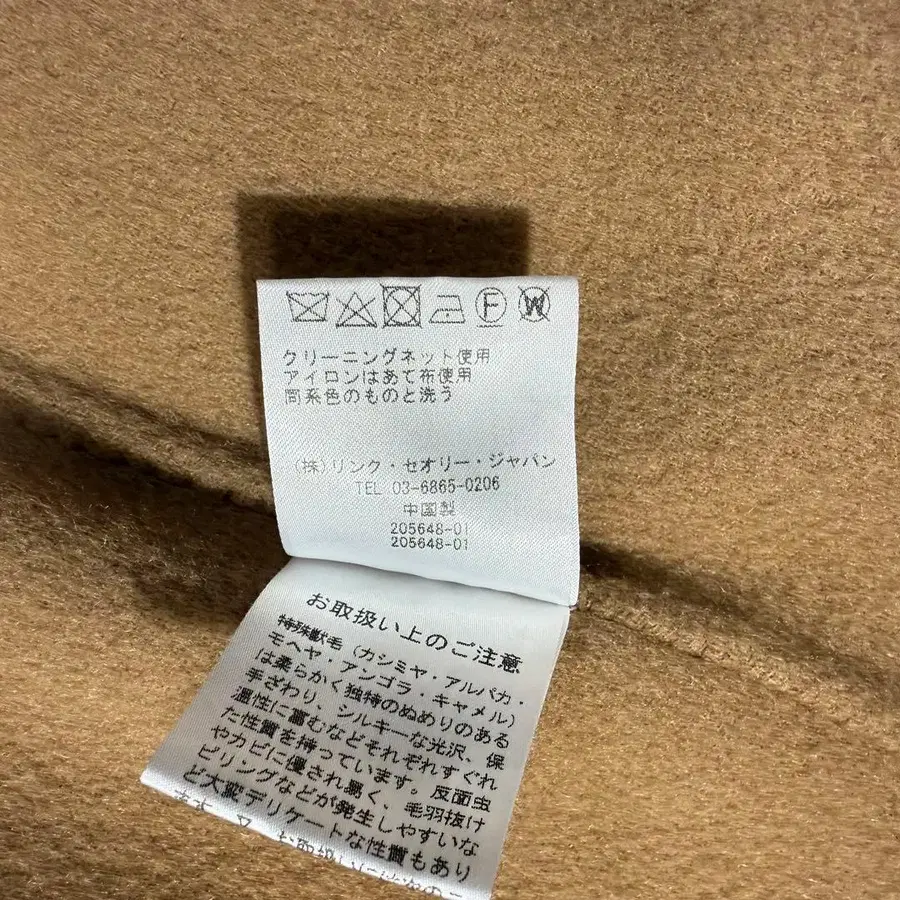 F W
クリーニングネット使用
アイロンはあて布使用
同系色のものと洗う
(株)リンク・セオリー・ジャパン
TEL 03-6865-0206
中国製
205648-01
205648-01
お取扱い上のご注意
特殊獣毛(カシミヤ・アルパカ・
モヘヤ・アンゴラ・キャメル)
は柔らかく独特のぬめりのある
手ざわり、シルキーな光沢、保
温性に富むなどそれぞれすぐれ
た性質を持っています。反面虫
やカビに侵され易く、毛羽抜け
ピリングなどが発生しやすいな
ど大変デリケートな性質もあり
ます。又、お取扱い